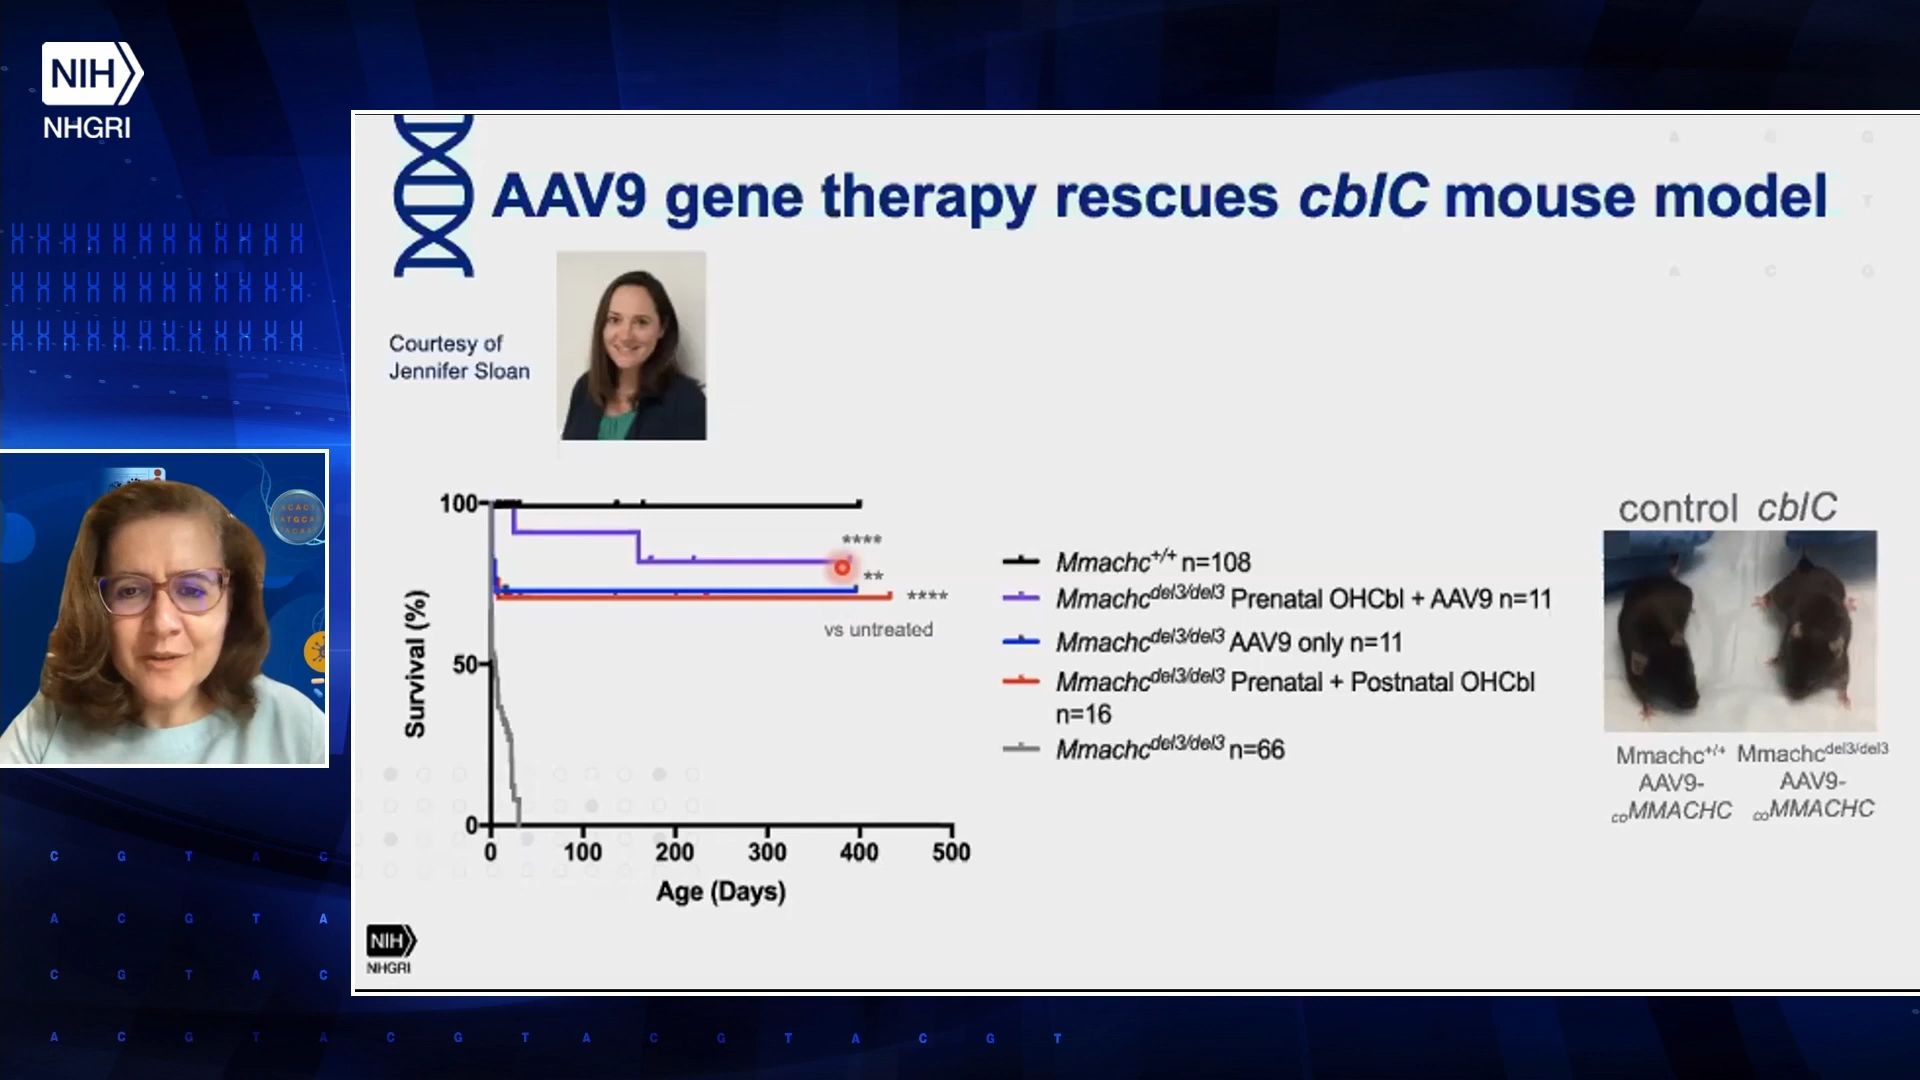 NIH
NHGRI
AAV9 gene therapy rescues cblC mouse model
Courtesy of
Jennifer Sloan
100
50
0
Survival (%)
0 100 200 300 400 500
Age (Days)
****
**
****
vs untreated
Mmachc+/+ n=108
Mmachcdel3/del3 Prenatal OHCbl + AAV9 n=11
Mmachcdel3/del3 AAV9 only n=11
Mmachcdel3/del3 Prenatal + Postnatal OHCbl
n=16
Mmachcdel3/del3 n=66
control cblC
Mmachc+/+ Mmachcdel3/del3
AAV9- AAV9-
coMMACHC coMMACHC
NIH
NHGRI
C G T A C
A C G T A
C G T A C
A C G T A C G T A C G T A C G T